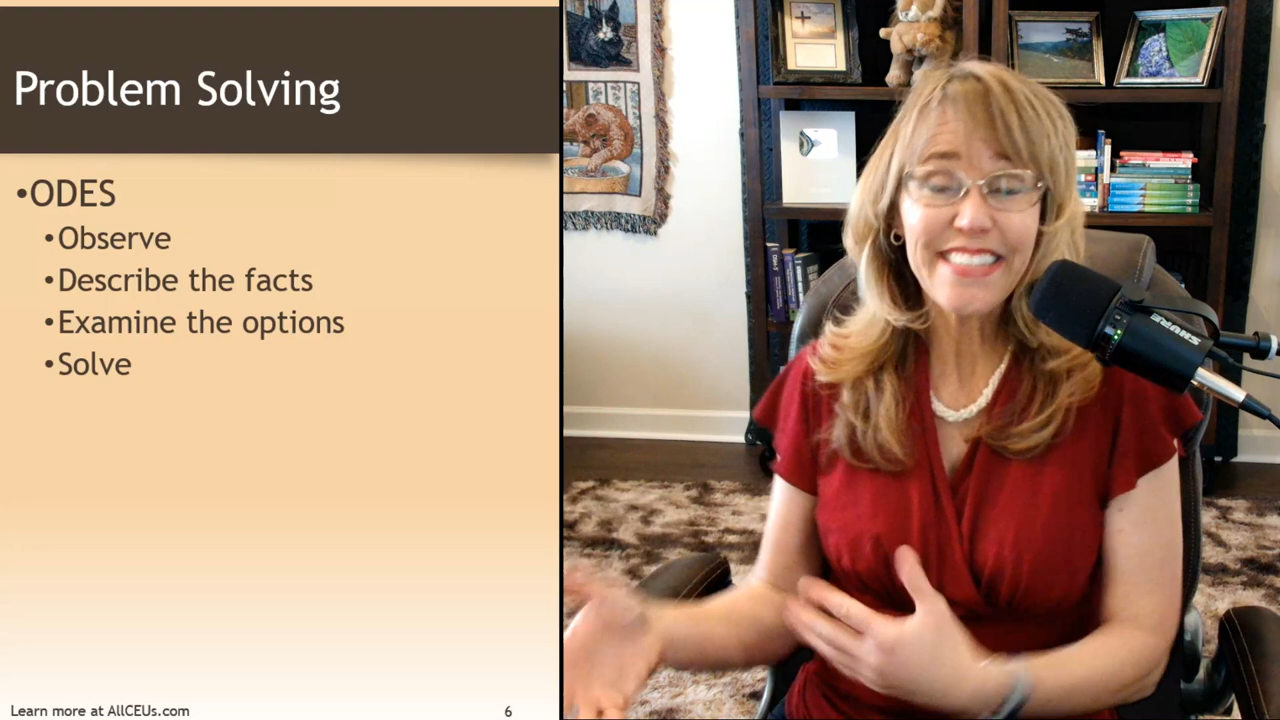 Problem Solving
•ODES
•Observe
•Describe the facts
•Examine the options
•Solve
Learn more at AllCEUs.com
6
SHURE